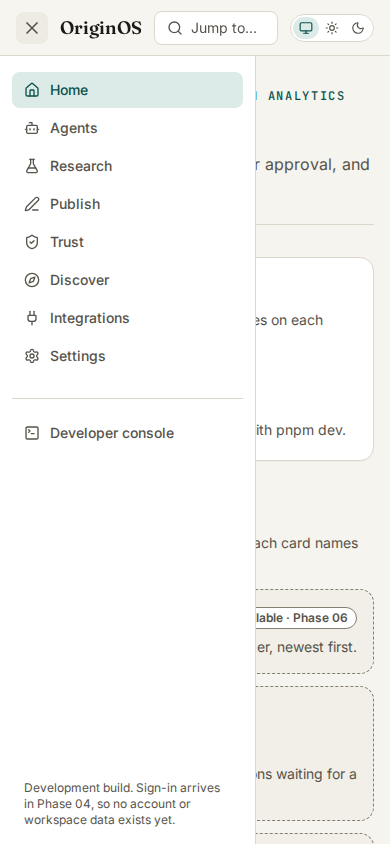 OriginOS
Jump to...
Home
Agents
Research
Publish
Trust
Discover
Integrations
Settings
Developer console
Development build. Sign-in arrives
in Phase 04, so no account or
workspace data exists yet.
ANALYTICS
r approval, and
es on each
ith pnpm dev.
ach card names
lable · Phase 06
er, newest first.
ons waiting for a